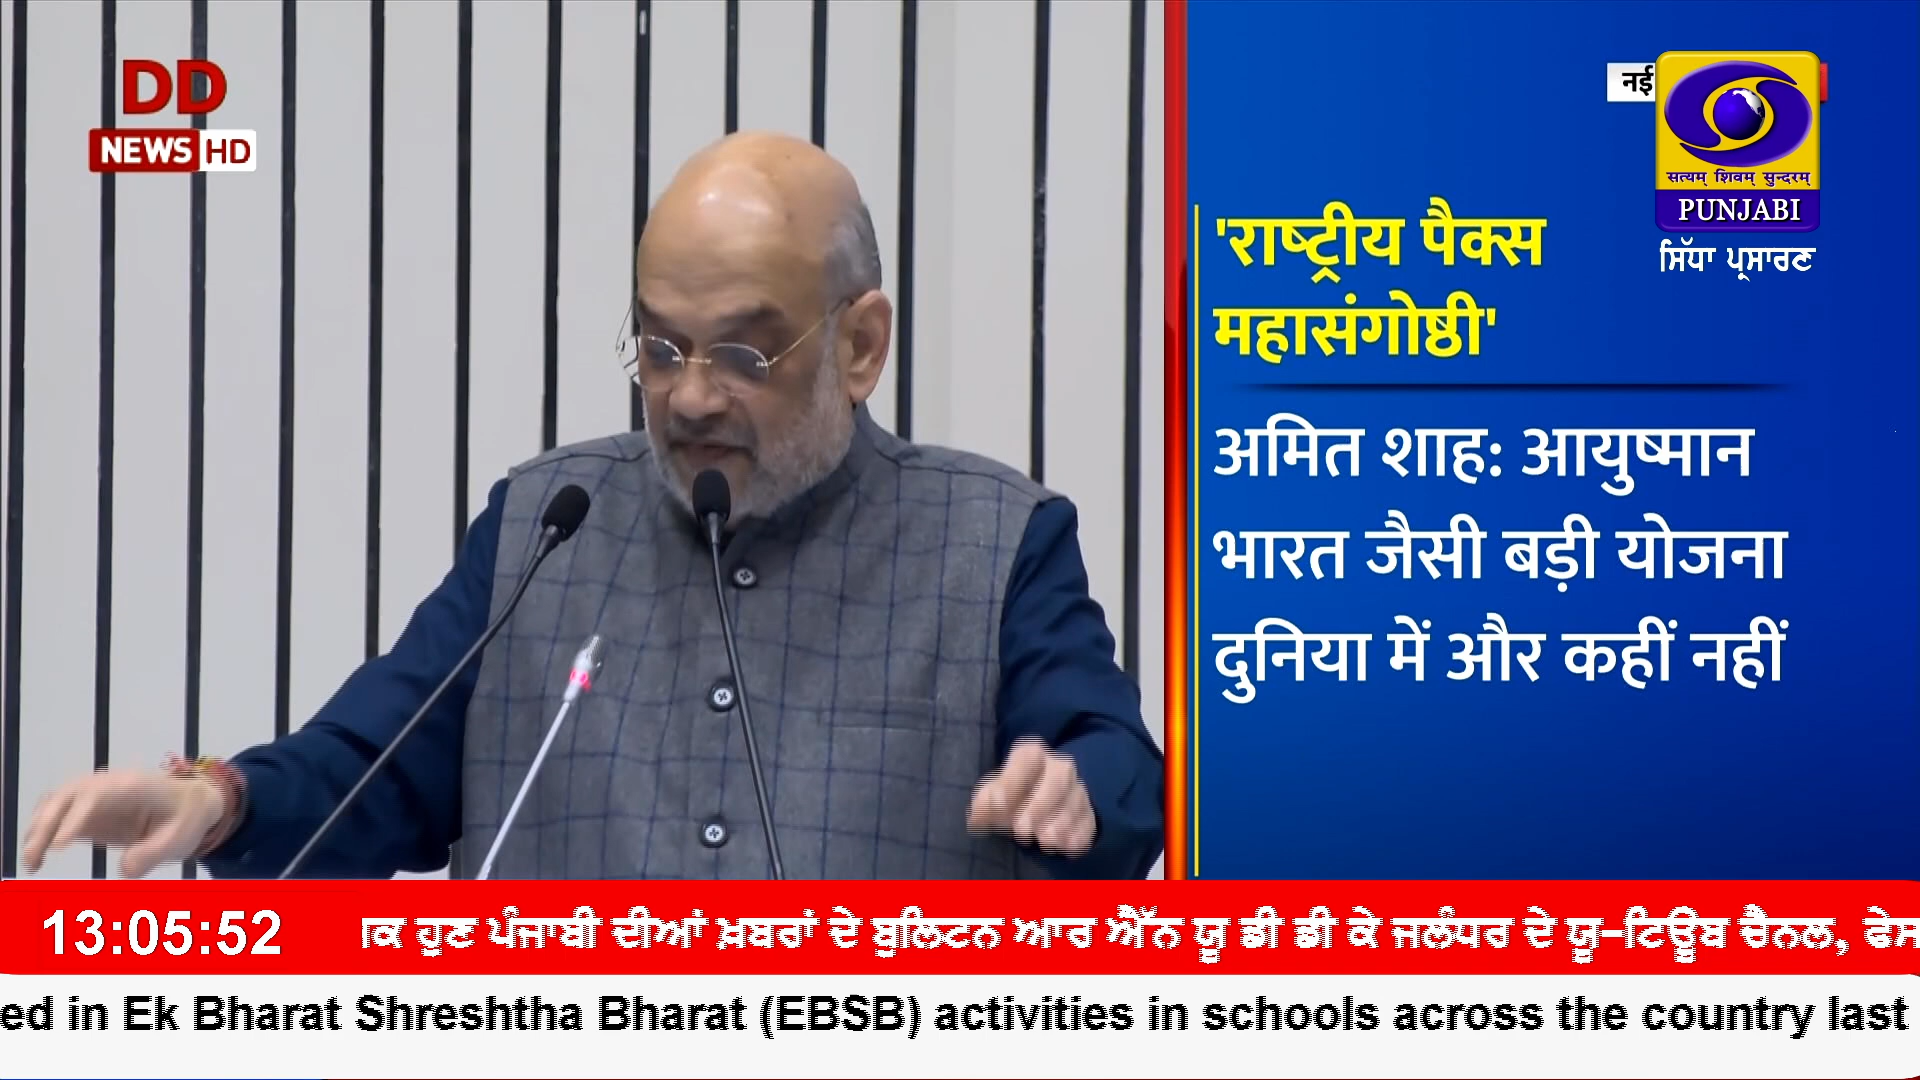 DD
NEWS HD
नई
सत्यम् शिवम् सुन्दरम्
PUNJABI
ਸਿੱਧਾ ਪ੍ਰਸਾਰਣ
'राष्ट्रीय पैक्स
महासंगोष्ठी'
अमित शाह: आयुष्मान
भारत जैसी बड़ी योजना
दुनिया में और कहीं नहीं
13:05:52
ਹੁਣ ਪੰਜਾਬੀ ਦੀਆਂ ਖ਼ਬਰਾਂ ਦੇ ਬੁਲਿਟਨ ਆਰ ਐੱਨ ਯੂ ਡੀ ਡੀ ਕੇ ਜਲੰਧਰ ਦੇ ਯੂ-ਟਿਊਬ ਚੈਨਲ,
ed in Ek Bharat Shreshtha Bharat (EBSB) activities in schools across the country last